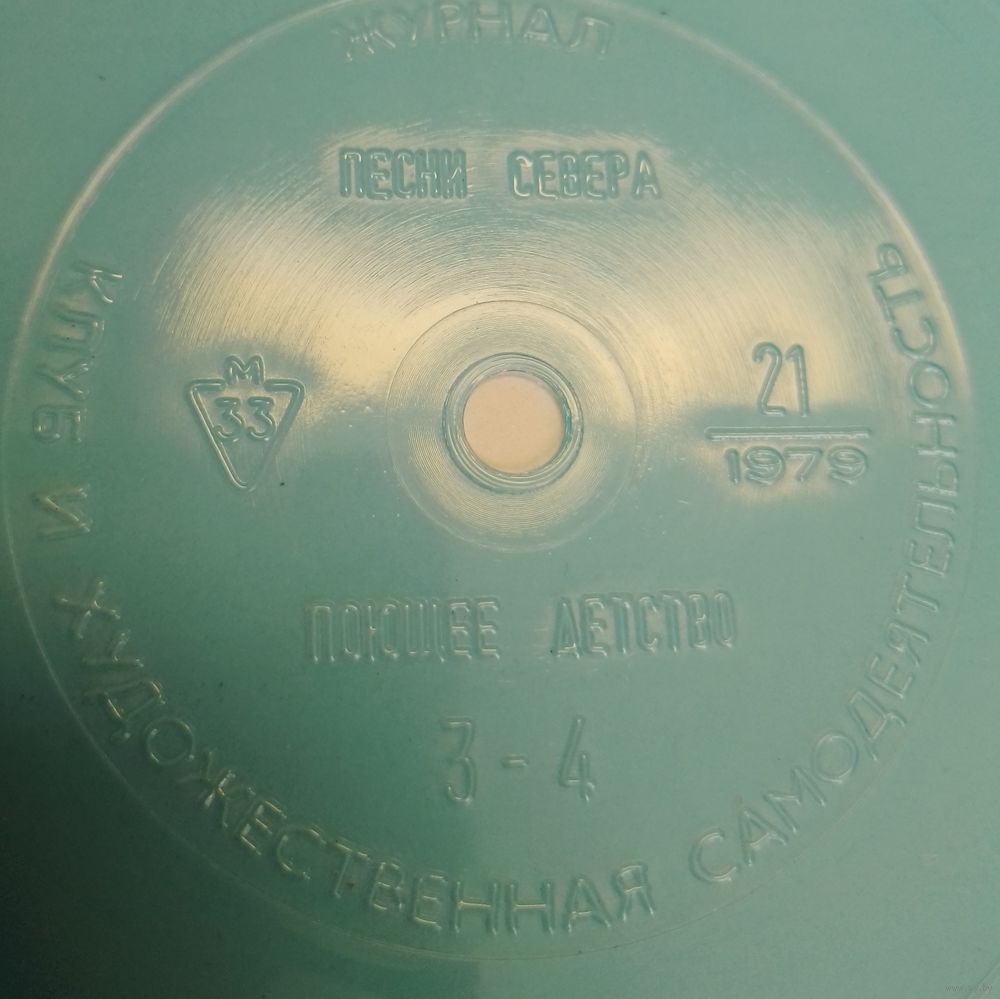 ЖУРНАЛ
ПЕСНИ СЕВЕРА
М
33
21
1979
ПОЮЩЕЕ ДЕТСТВО
3-4
КЛУБ И ХУДОЖЕСТВЕННАЯ САМОДЕЯТЕЛЬНОСТЬ